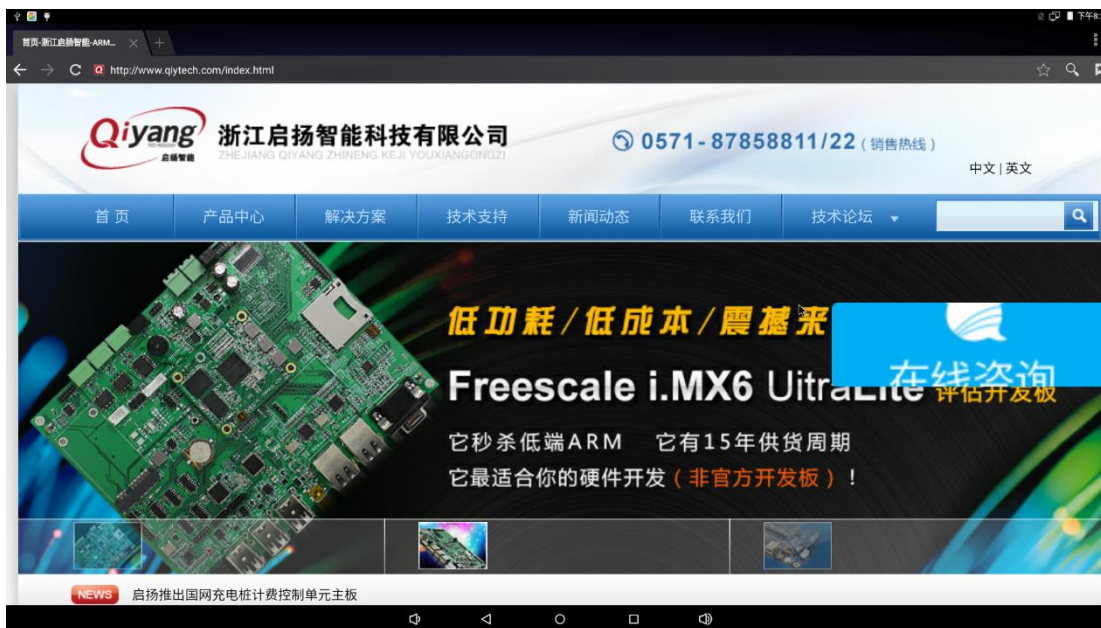 下午8:
首页-浙江启扬智能-ARM...
http://www.qiytech.com/index.html
Qiyang
启扬智能
浙江启扬智能科技有限公司
ZHEJIANG QIYANG ZHINENG KEJI YOUXIANGONGZI
0571-87858811/22 (销售热线)
中文 | 英文
首页 产品中心 解决方案 技术支持 新闻动态 联系我们 技术论坛
低功耗/低成本/震撼来
在线咨询
Freescale i.MX6 UitraLite 评估开发板
它秒杀低端ARM 它有15年供货周期
它最适合你的硬件开发(非官方开发板)!
NEWS 启扬推出国网充电桩计费控制单元主板